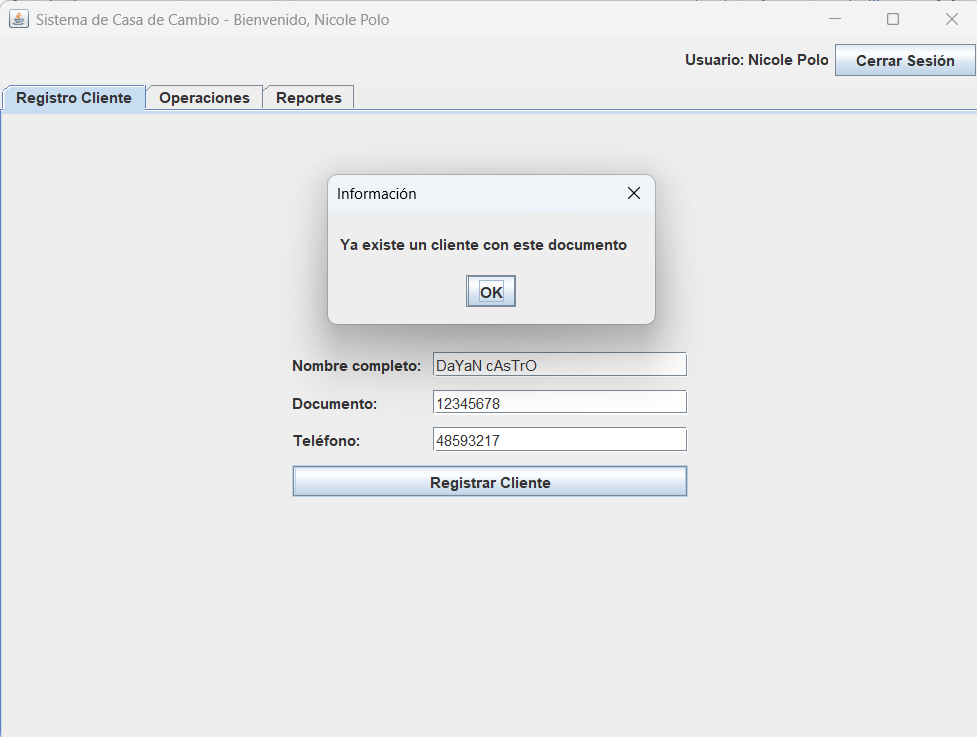 Sistema de Casa de Cambio - Bienvenido, Nicole Polo
Usuario: Nicole Polo
Cerrar Sesión
Registro Cliente
Operaciones
Reportes
Información
Ya existe un cliente con este documento
OK
Nombre completo: DaYaN cAsTrO
Documento: 12345678
Teléfono: 48593217
Registrar Cliente